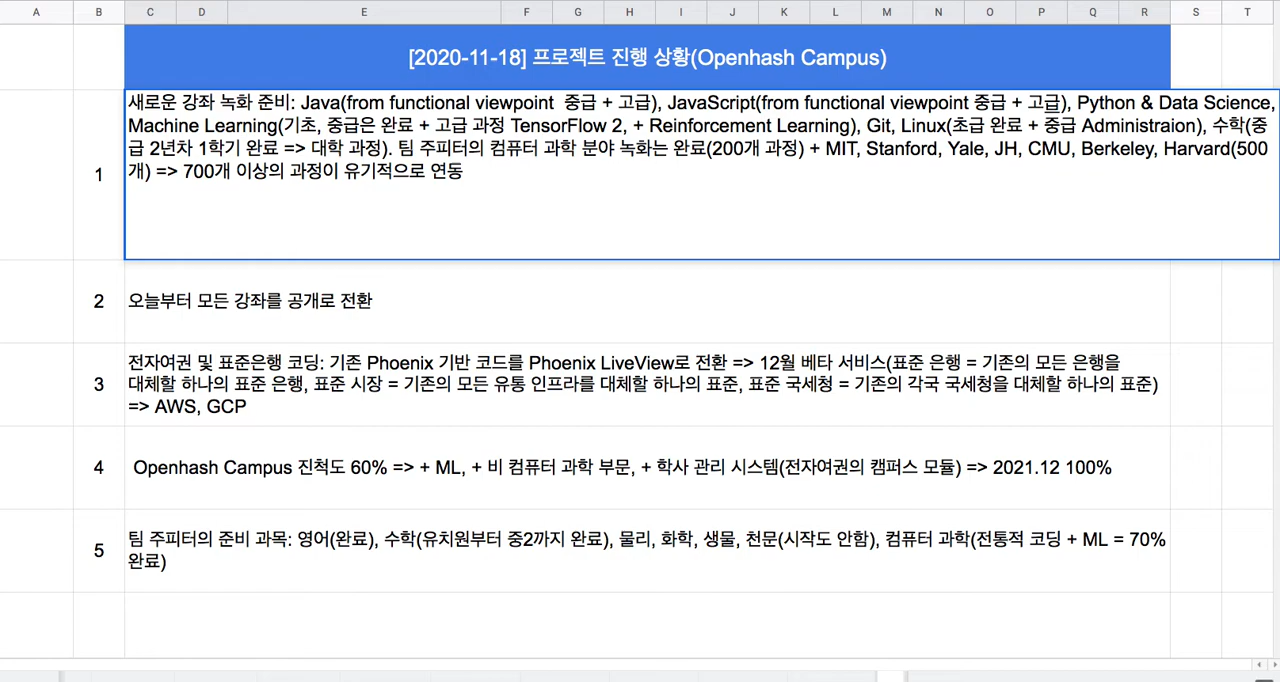 A B C D E F G H I J K L M N O P Q R S T
[2020-11-18] 프로젝트 진행 상황(Openhash Campus)
1
새로운 강좌 녹화 준비: Java(from functional viewpoint 중급 + 고급), JavaScript(from functional viewpoint 중급 + 고급), Python & Data Science,
Machine Learning(기초, 중급은 완료 + 고급 과정 TensorFlow 2, + Reinforcement Learning), Git, Linux(초급 완료 + 중급 Administraion), 수학(중
급 2년차 1학기 완료 => 대학 과정). 팀 주피터의 컴퓨터 과학 분야 녹화는 완료(200개 과정) + MIT, Stanford, Yale, JH, CMU, Berkeley, Harvard(500
개) => 700개 이상의 과정이 유기적으로 연동
2 오늘부터 모든 강좌를 공개로 전환
3
전자여권 및 표준은행 코딩: 기존 Phoenix 기반 코드를 Phoenix LiveView로 전환 => 12월 베타 서비스(표준 은행 = 기존의 모든 은행을
대체할 하나의 표준 은행, 표준 시장 = 기존의 모든 유통 인프라를 대체할 하나의 표준, 표준 국세청 = 기존의 각국 국세청을 대체할 하나의 표준)
=> AWS, GCP
4 Openhash Campus 진척도 60% => + ML, + 비 컴퓨터 과학 부문, + 학사 관리 시스템(전자여권의 캠퍼스 모듈) => 2021.12 100%
5
팀 주피터의 준비 과목: 영어(완료), 수학(유치원부터 중2까지 완료), 물리, 화학, 생물, 천문(시작도 안함), 컴퓨터 과학(전통적 코딩 + ML = 70%
완료)